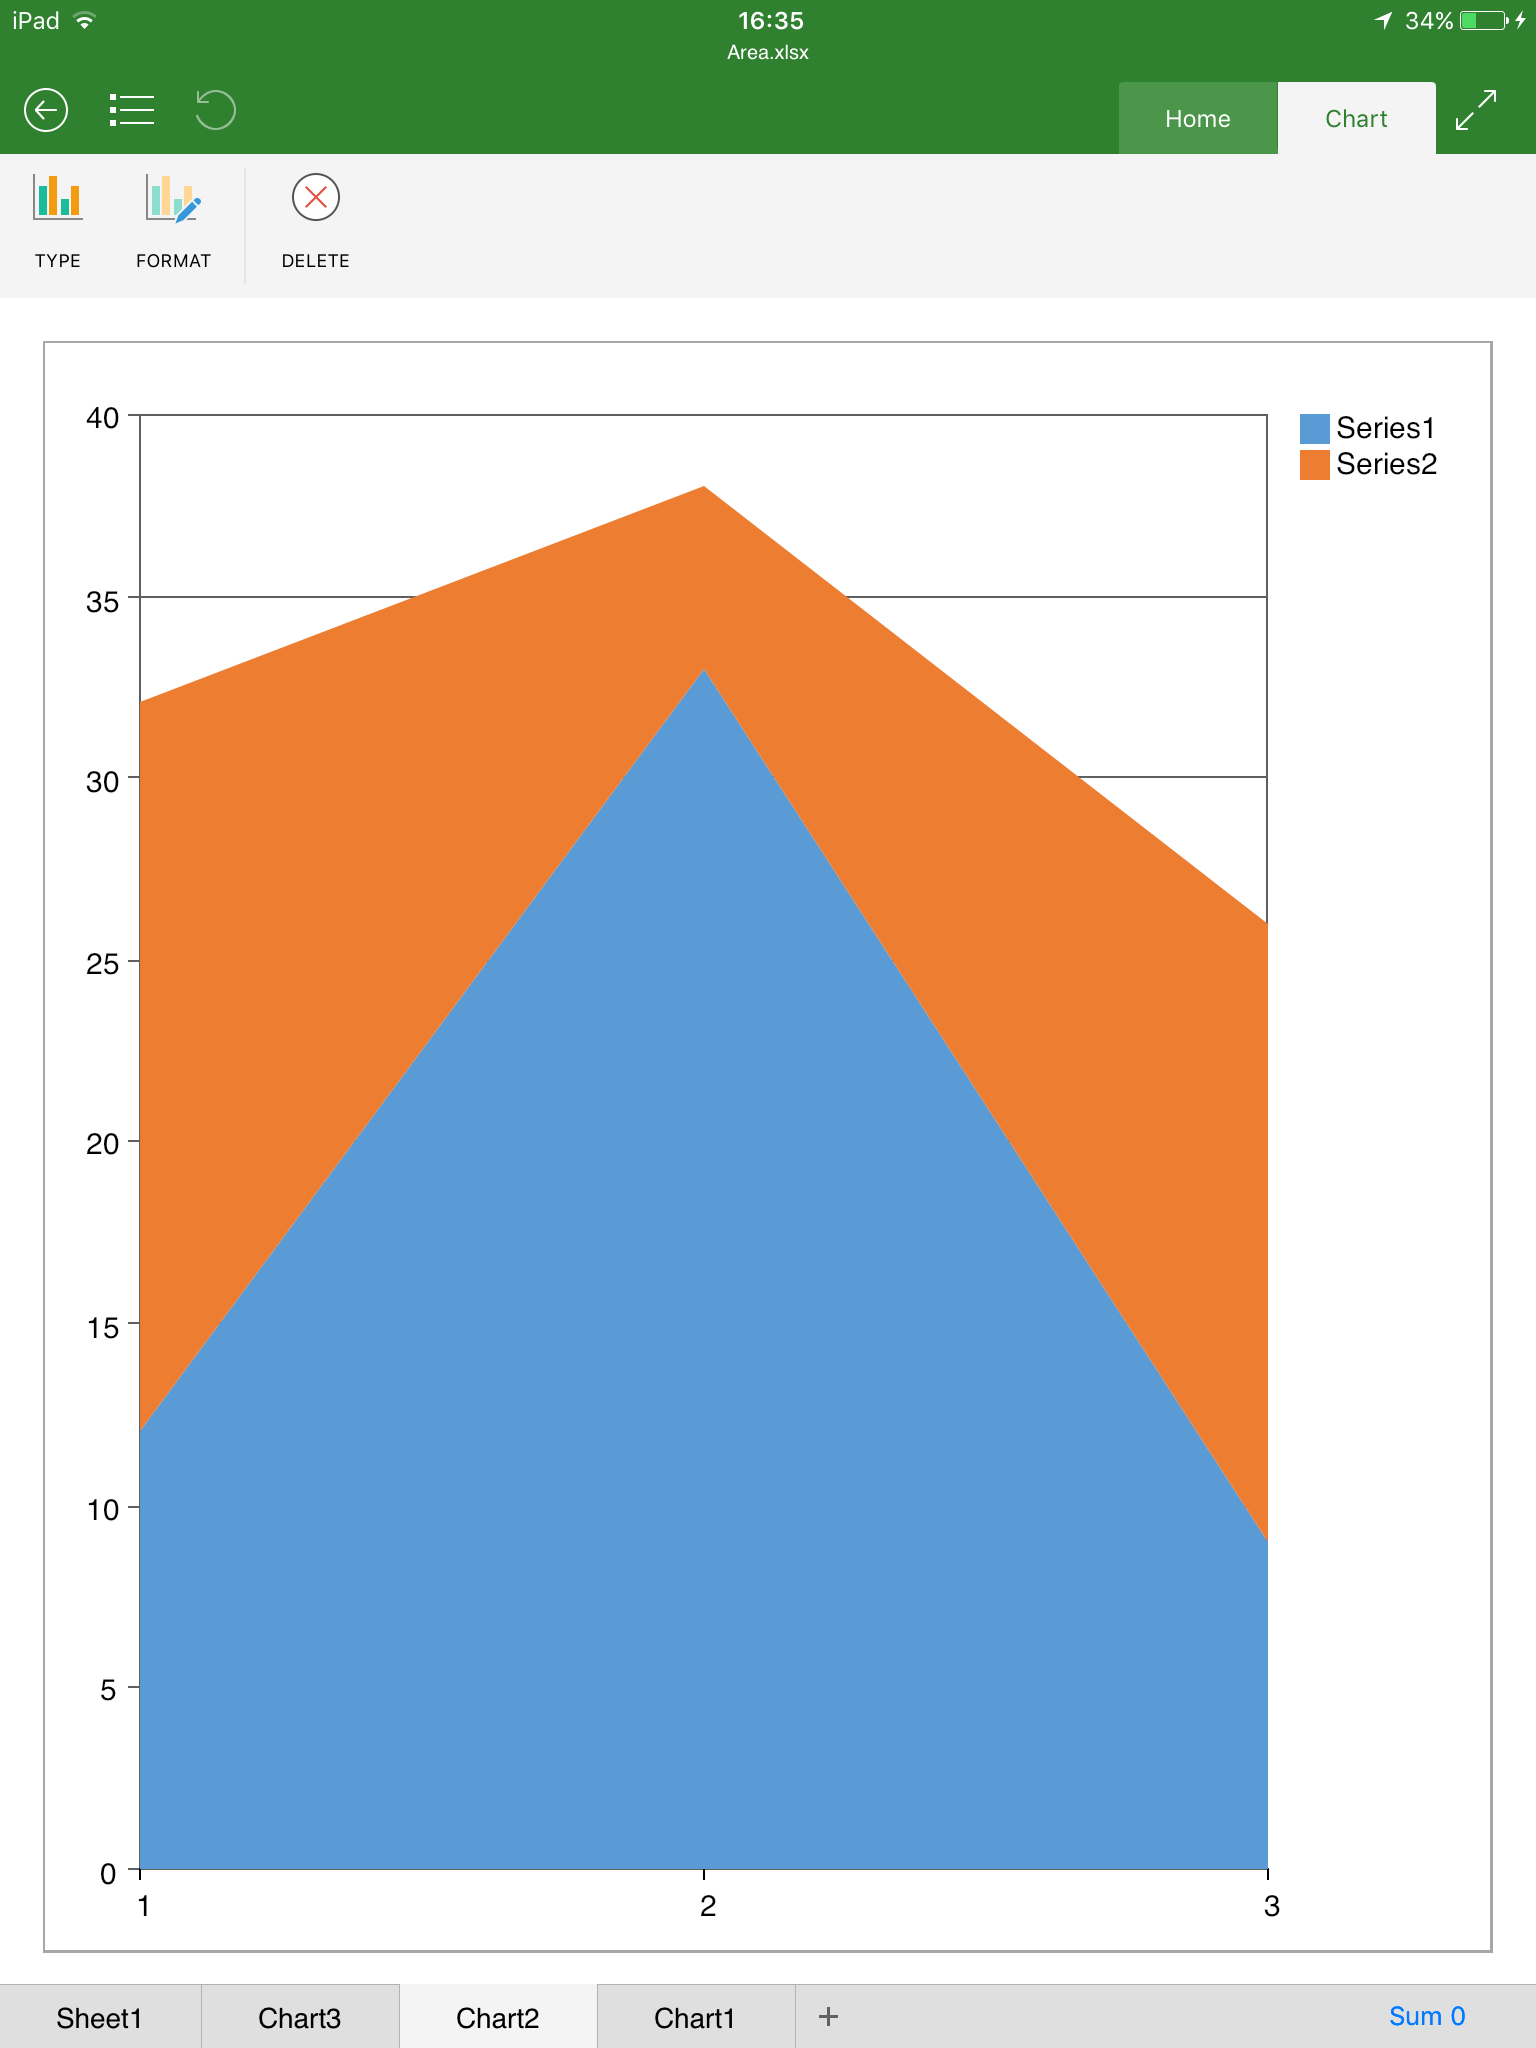 iPad 16:35 34%
Area.xlsx
Home Chart
TYPE FORMAT DELETE
40
35
30
25
20
15
10
5
0
1 2 3
Series1
Series2
Sheet1 Chart3 Chart2 Chart1 + Sum 0